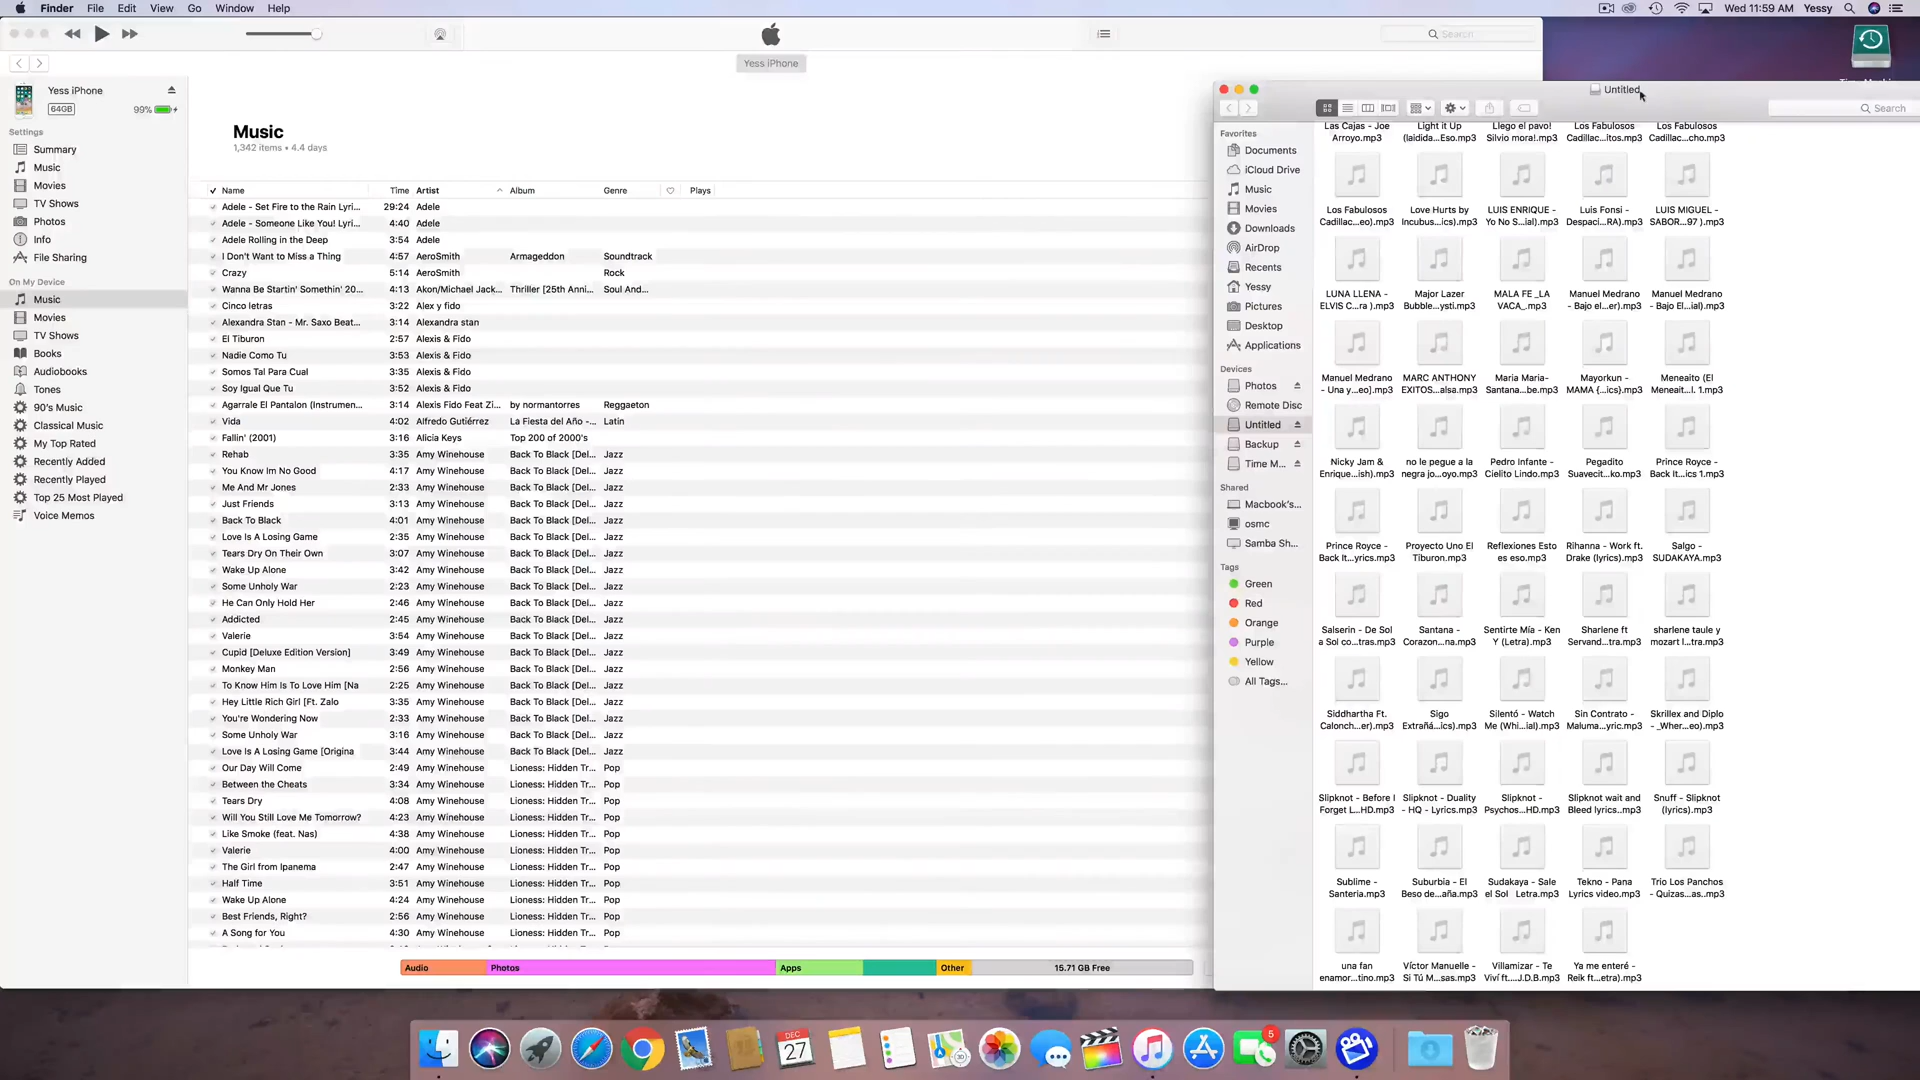 Finder File Edit View Go Window Help
Wed 11:59 AM Yessy
Search
Yess iPhone
Yess iPhone
64GB
99%
Settings
Summary
Music
Movies
TV Shows
Photos
Info
File Sharing
On My Device
Music
Movies
TV Shows
Books
Audiobooks
Tones
90's Music
Classical Music
My Top Rated
Recently Added
Recently Played
Top 25 Most Played
Voice Memos
Music
1,342 items • 4.4 days
Name Time Artist Album Genre Plays
Adele - Set Fire to the Rain Lyri... 29:24 Adele
Adele - Someone Like You! Lyri... 4:40 Adele
Adele Rolling in the Deep 3:54 Adele
I Don't Want to Miss a Thing 4:57 AeroSmith Armageddon Soundtrack
Crazy 5:14 AeroSmith Rock
Wanna Be Startin' Somethin' 20... 4:13 Akon/Michael Jack... Thriller [25th Anni... Soul And...
Cinco letras 3:22 Alex y fido
Alexandra Stan - Mr. Saxo Beat... 3:14 Alexandra stan
El Tiburon 2:57 Alexis & Fido
Nadie Como Tu 3:53 Alexis & Fido
Somos Tal Para Cual 3:35 Alexis & Fido
Soy Igual Que Tu 3:52 Alexis & Fido
Agarrale El Pantalon (Instrumen... 3:14 Alexis Fido Feat Zi... by normantorres Reggaeton
Vida 4:02 Alfredo Gutiérrez La Fiesta del Año -... Latin
Fallin' (2001) 3:16 Alicia Keys Top 200 of 2000's
Rehab 3:35 Amy Winehouse Back To Black [Del... Jazz
You Know Im No Good 4:17 Amy Winehouse Back To Black [Del... Jazz
Me And Mr Jones 2:33 Amy Winehouse Back To Black [Del... Jazz
Just Friends 3:13 Amy Winehouse Back To Black [Del... Jazz
Back To Black 4:01 Amy Winehouse Back To Black [Del... Jazz
Love Is A Losing Game 2:35 Amy Winehouse Back To Black [Del... Jazz
Tears Dry On Their Own 3:07 Amy Winehouse Back To Black [Del... Jazz
Wake Up Alone 3:42 Amy Winehouse Back To Black [Del... Jazz
Some Unholy War 2:23 Amy Winehouse Back To Black [Del... Jazz
He Can Only Hold Her 2:46 Amy Winehouse Back To Black [Del... Jazz
Addicted 2:45 Amy Winehouse Back To Black [Del... Jazz
Valerie 3:54 Amy Winehouse Back To Black [Del... Jazz
Cupid [Deluxe Edition Version] 3:49 Amy Winehouse Back To Black [Del... Jazz
Monkey Man 2:56 Amy Winehouse Back To Black [Del... Jazz
To Know Him Is To Love Him [Na 2:25 Amy Winehouse Back To Black [Del... Jazz
Hey Little Rich Girl [Ft. Zalo 3:35 Amy Winehouse Back To Black [Del... Jazz
You're Wondering Now 2:33 Amy Winehouse Back To Black [Del... Jazz
Some Unholy War 3:16 Amy Winehouse Back To Black [Del... Jazz
Love Is A Losing Game [Origina 3:44 Amy Winehouse Back To Black [Del... Jazz
Our Day Will Come 2:49 Amy Winehouse Lioness: Hidden Tr... Pop
Between the Cheats 3:34 Amy Winehouse Lioness: Hidden Tr... Pop
Tears Dry 4:08 Amy Winehouse Lioness: Hidden Tr... Pop
Will You Still Love Me Tomorrow? 4:23 Amy Winehouse Lioness: Hidden Tr... Pop
Like Smoke (feat. Nas) 4:38 Amy Winehouse Lioness: Hidden Tr... Pop
Valerie 4:00 Amy Winehouse Lioness: Hidden Tr... Pop
The Girl from Ipanema 2:47 Amy Winehouse Lioness: Hidden Tr... Pop
Half Time 3:51 Amy Winehouse Lioness: Hidden Tr... Pop
Wake Up Alone 4:24 Amy Winehouse Lioness: Hidden Tr... Pop
Best Friends, Right? 2:56 Amy Winehouse Lioness: Hidden Tr... Pop
A Song for You 4:30 Amy Winehouse Lioness: Hidden Tr... Pop
Audio Photos Apps Other 15.71 GB Free
Untitled
Search
Favorites
Documents
iCloud Drive
Music
Movies
Downloads
AirDrop
Recents
Yessy
Pictures
Desktop
Applications
Devices
Photos
Remote Disc
Untitled
Backup
Time M...
Shared
Macbook's...
osmc
Samba Sh...
Tags
Green
Red
Orange
Purple
Yellow
All Tags...
Las Cajas - Joe Light it Up Llego el pavo! Los Fabulosos Los Fabulosos
Arroyo.mp3 (laidida...Eso.mp3 Silvio mora!.mp3 Cadillac...itos.mp3 Cadillac...cho.mp3
Los Fabulosos Love Hurts by LUIS ENRIQUE - Luis Fonsi - LUIS MIGUEL -
Cadillac...eo).mp3 Incubus...ics).mp3 Yo No S...ial).mp3 Despaci...RA).mp3 SABOR...97 ).mp3
LUNA LLENA - Major Lazer MALA FE _LA Manuel Medrano Manuel Medrano
ELVIS C...ra ).mp3 Bubble...ysti).mp3 VACA_.mp3 - Bajo el...er).mp3 - Bajo El...ial).mp3
Manuel Medrano MARC ANTHONY Maria Maria- Mayorkun - Meneaito (El
- Una y...eo].mp3 EXITOS...alsa.mp3 Santana...be.mp3 MAMA {...ics}.mp3 Meneait...l. 1.mp3
Nicky Jam & no le pegue a la Pedro Infante - Pegadito Prince Royce -
Enrique...ish).mp3 negra jo...oyo.mp3 Cielito Lindo.mp3 Suavecit...ko.mp3 Back It...ics 1.mp3
Prince Royce - Proyecto Uno El Reflexiones Esto Rihanna - Work ft. Salgo -
Back It...yrics.mp3 Tiburon.mp3 es eso.mp3 Drake (lyrics).mp3 SUDAKAYA.mp3
Salserin - De Sol Santana - Sentirte Mía - Ken Sharlene ft sharlene taule y
a Sol co...tras.mp3 Corazon...na.mp3 Y (Letra).mp3 Servand...tra.mp3 mozart l...tra.mp3
Siddhartha Ft. Sigo Silentó - Watch Sin Contrato - Skrillex and Diplo
Calonch...er).mp3 Extrañá...ics).mp3 Me (Whi...ial).mp3 Maluma...yric.mp3 - _Wher...eo).mp3
Slipknot - Before I Slipknot - Duality Slipknot - Slipknot wait and Snuff - Slipknot
Forget L...HD.mp3 - HQ - Lyrics.mp3 Psychos...HD.mp3 Bleed lyrics..mp3 (lyrics).mp3
Sublime - Suburbia - El Sudakaya - Sale Tekno - Pana Trio Los Panchos
Santeria.mp3 Beso de...aña.mp3 el Sol Letra.mp3 Lyrics video.mp3 - Quizas...as..mp3
una fan Víctor Manuelle - Villamizar - Te Ya me enteré -
enamor...tino.mp3 Si Tú M...sas.mp3 Viví ft....J.D.B.mp3 Reik ft...etra).mp3
DEC
27
5